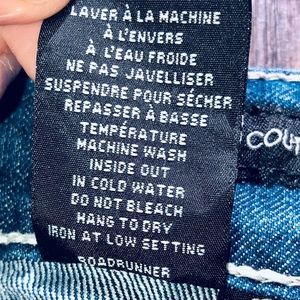 LAVER À LA MACHINE
À L'ENVERS
À L'EAU FROIDE
NE PAS JAVELLISER
SUSPENDRE POUR SÉCHER
REPASSER À BASSE
TEMPÉRATURE
MACHINE WASH
INSIDE OUT
IN COLD WATER
DO NOT BLEACH
HANG TO DRY
IRON AT LOW SETTING
ROADRUNNER